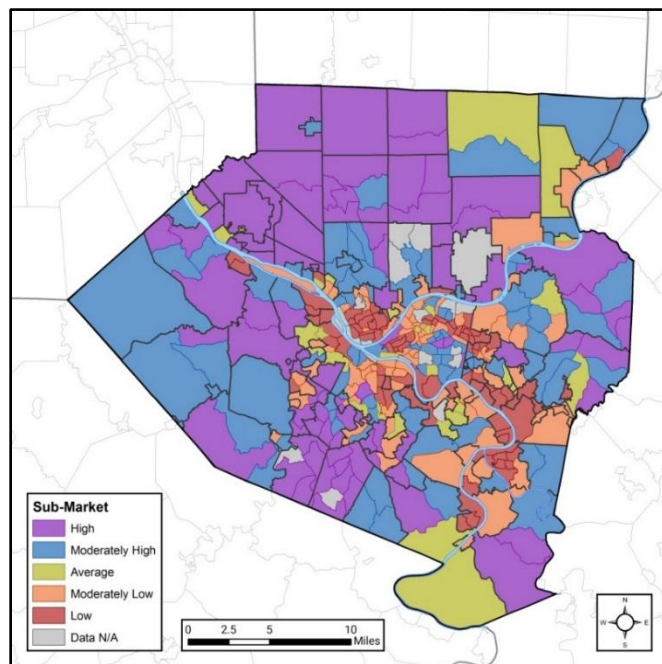 Sub-Market
High
Moderately High
Average
Moderately Low
Low
Data N/A
0 2.5 5 10
Miles
N
W E
S